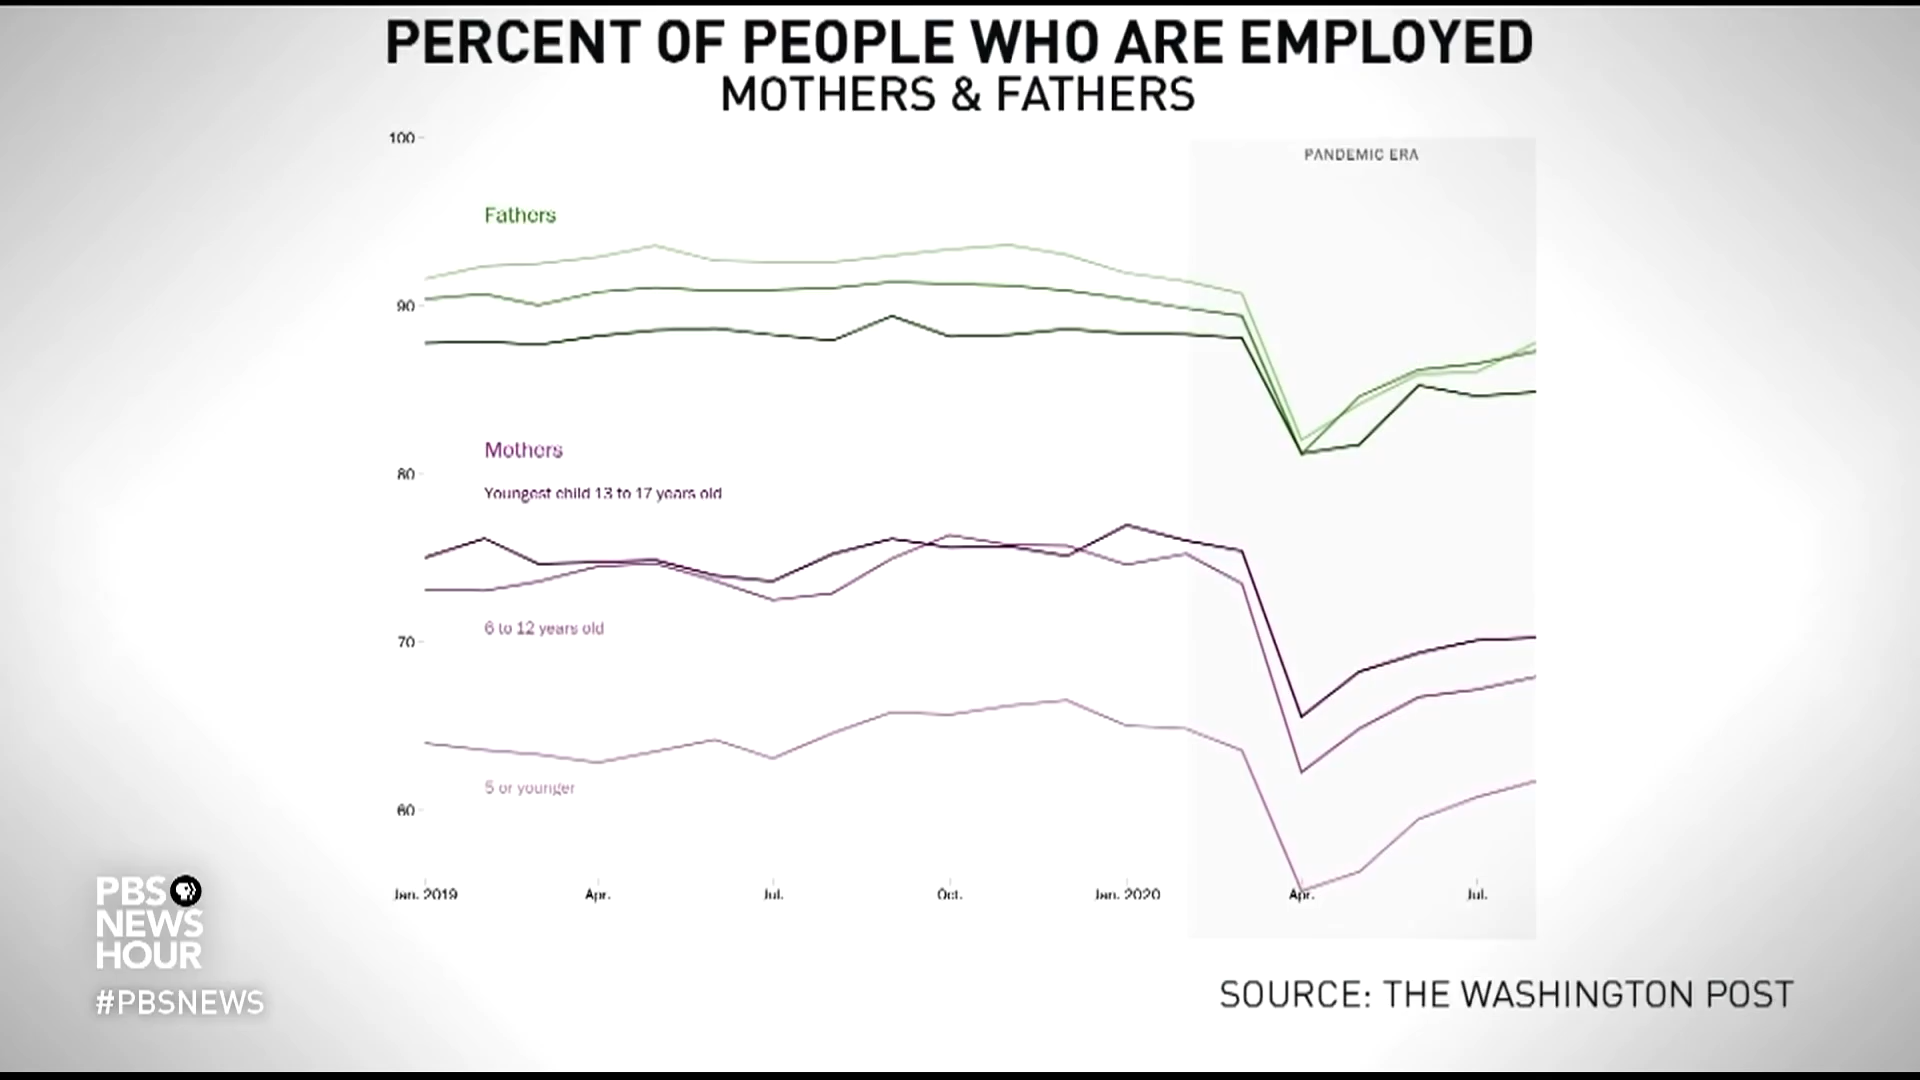 PERCENT OF PEOPLE WHO ARE EMPLOYED
MOTHERS & FATHERS
100
PANDEMIC ERA
Fathers
90
Mothers
80
Youngest child 13 to 17 years old
70
6 to 12 years old
5 or younger
60
Jan. 2019
Apr.
Jul.
Oct.
Jan. 2020
Apr.
Jul.
PBS
NEWS
HOUR
#PBSNEWS
SOURCE: THE WASHINGTON POST